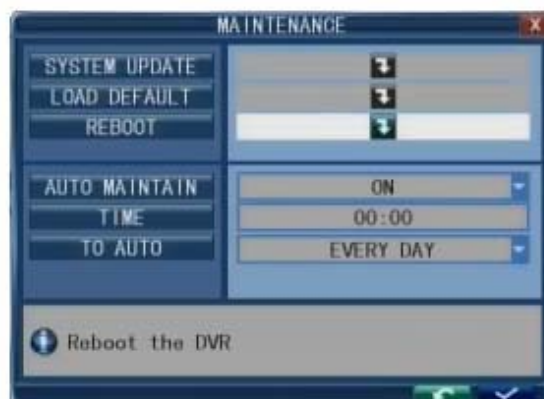 MAINTENANCE X
SYSTEM UPDATE
LOAD DEFAULT
REBOOT
AUTO MAINTAIN ON
TIME 00:00
TO AUTO EVERY DAY
Reboot the DVR